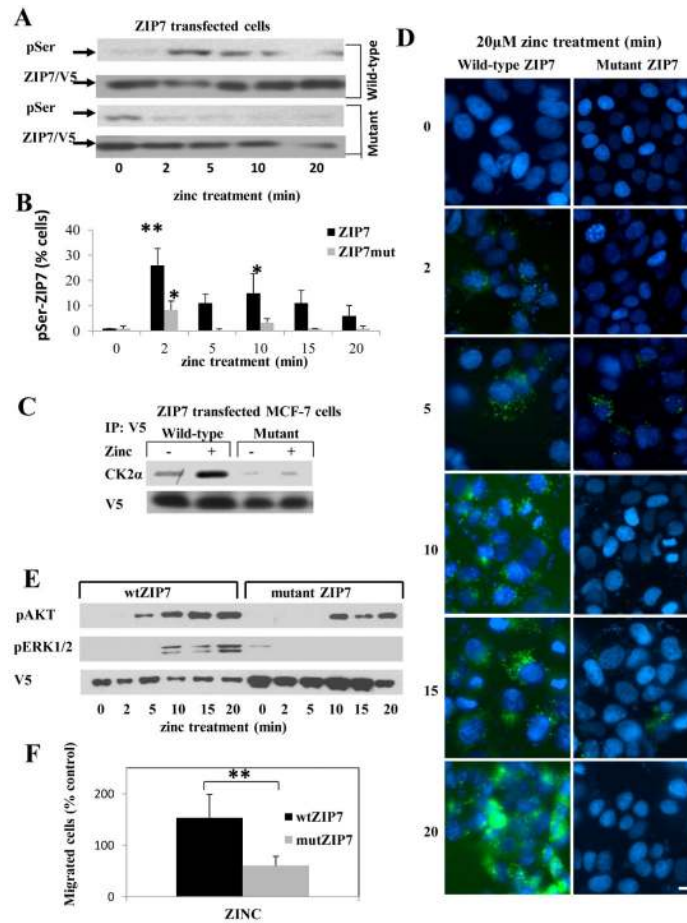 A
ZIP7 transfected cells
pSer
ZIP7/V5
Wild-type
pSer
ZIP7/V5
Mutant
0 2 5 10 20
zinc treatment (min)
B
pSer-ZIP7 (% cells)
40
30
20
10
0
**
*
*
ZIP7
ZIP7mut
0 2 5 10 15 20
zinc treatment (min)
C
ZIP7 transfected MCF-7 cells
IP: V5
Wild-type Mutant
Zinc - + - +
CK2α
V5
D
20µM zinc treatment (min)
Wild-type ZIP7 Mutant ZIP7
0
2
5
10
15
20
E
wtZIP7 mutant ZIP7
pAKT
pERK1/2
V5
0 2 5 10 15 20 0 2 5 10 15 20
zinc treatment (min)
F
Migrated cells (% control)
200
100
0
**
wtZIP7
mutZIP7
ZINC